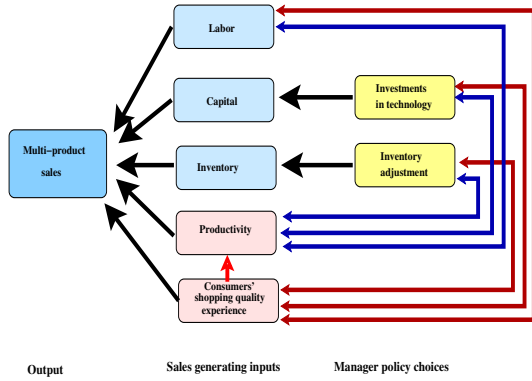 Labor
Capital
Investments
in technology
Multi-product
sales
Inventory
Inventory
adjustment
Productivity
Consumers'
shopping quality
experience
Output
Sales generating inputs
Manager policy choices